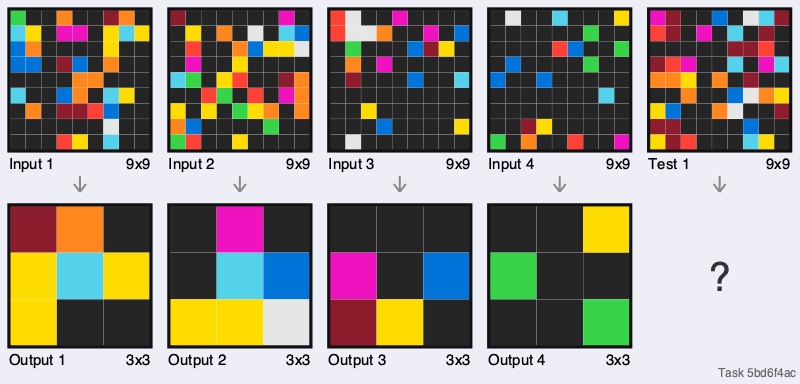 Input 1 9x9 Input 2 9x9 Input 3 9x9 Input 4 9x9 Test 1 9x9
?
Output 1 3x3 Output 2 3x3 Output 3 3x3 Output 4 3x3
Task 5bd6f4ac